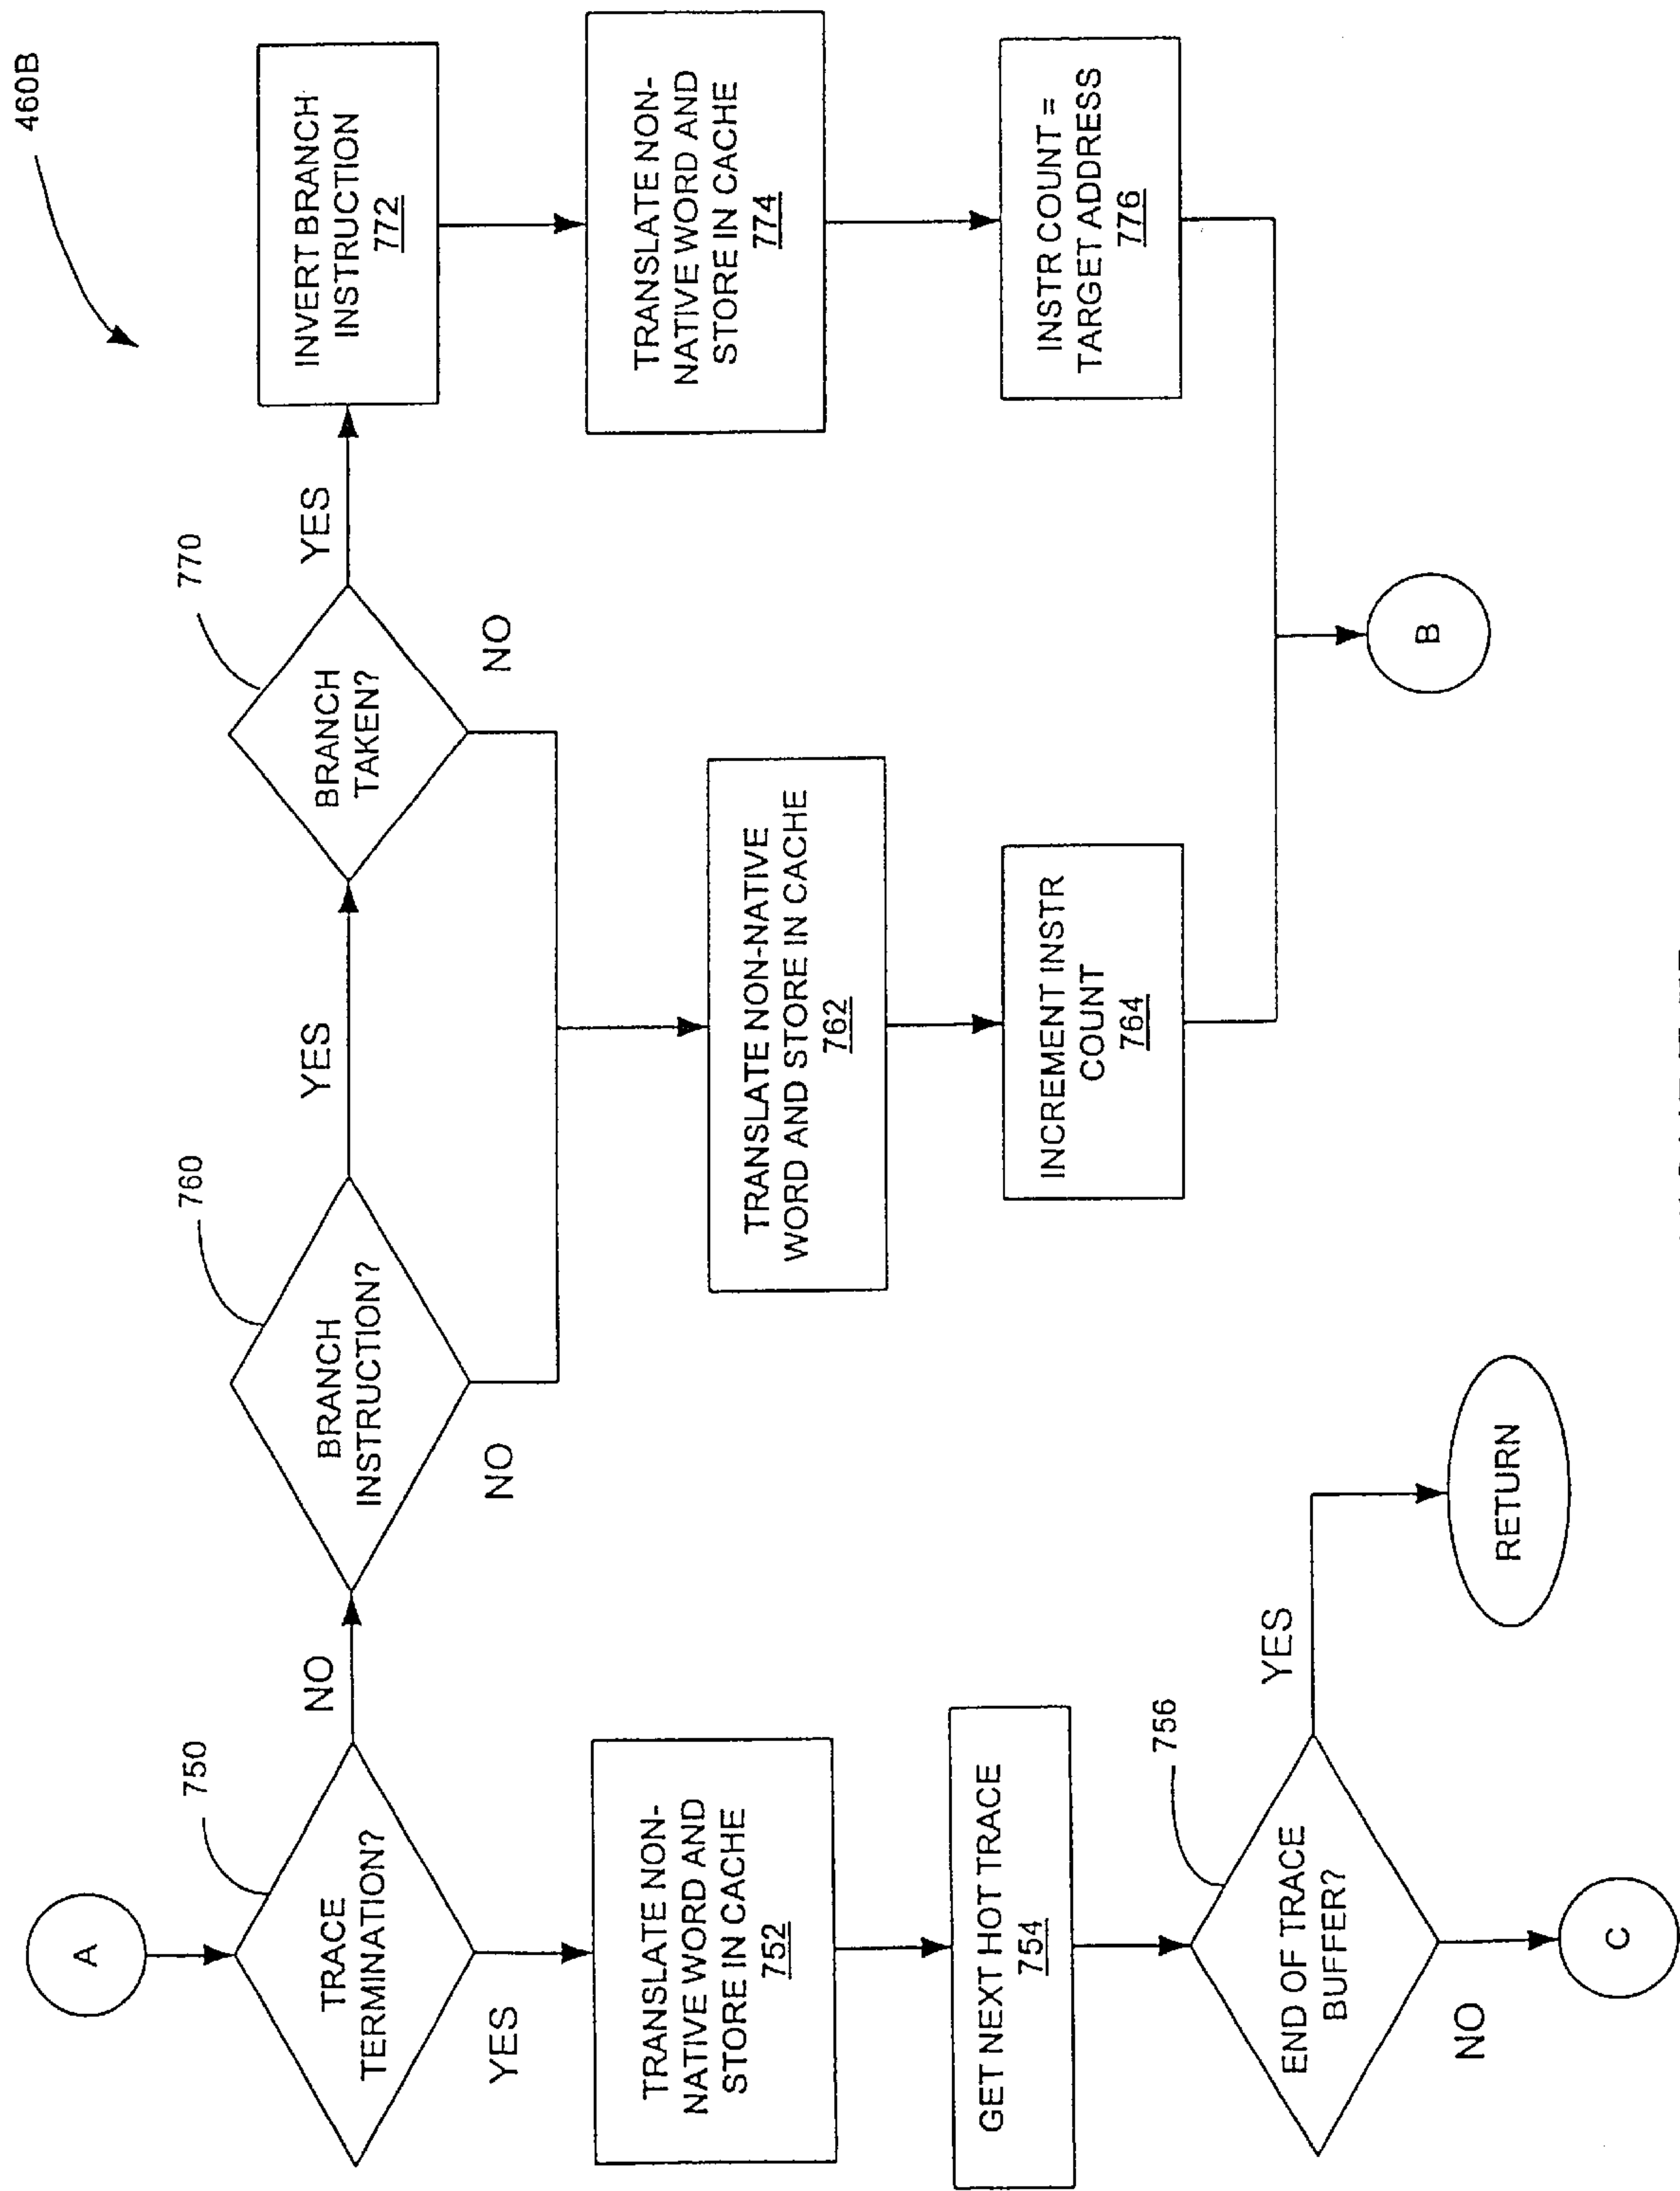 460B
A
750
TRACE
TERMINATION?
NO
YES
TRANSLATE NON-
NATIVE WORD AND
STORE IN CACHE
752
GET NEXT HOT TRACE
754
756
END OF TRACE
BUFFER?
YES
NO
RETURN
C
760
BRANCH
INSTRUCTION?
YES
NO
770
BRANCH
TAKEN?
YES
NO
TRANSLATE NON-NATIVE
WORD AND STORE IN CACHE
762
INCREMENT INSTR
COUNT
764
INVERT BRANCH
INSTRUCTION
772
TRANSLATE NON-
NATIVE WORD AND
STORE IN CACHE
774
INSTR COUNT =
TARGET ADDRESS
776
B